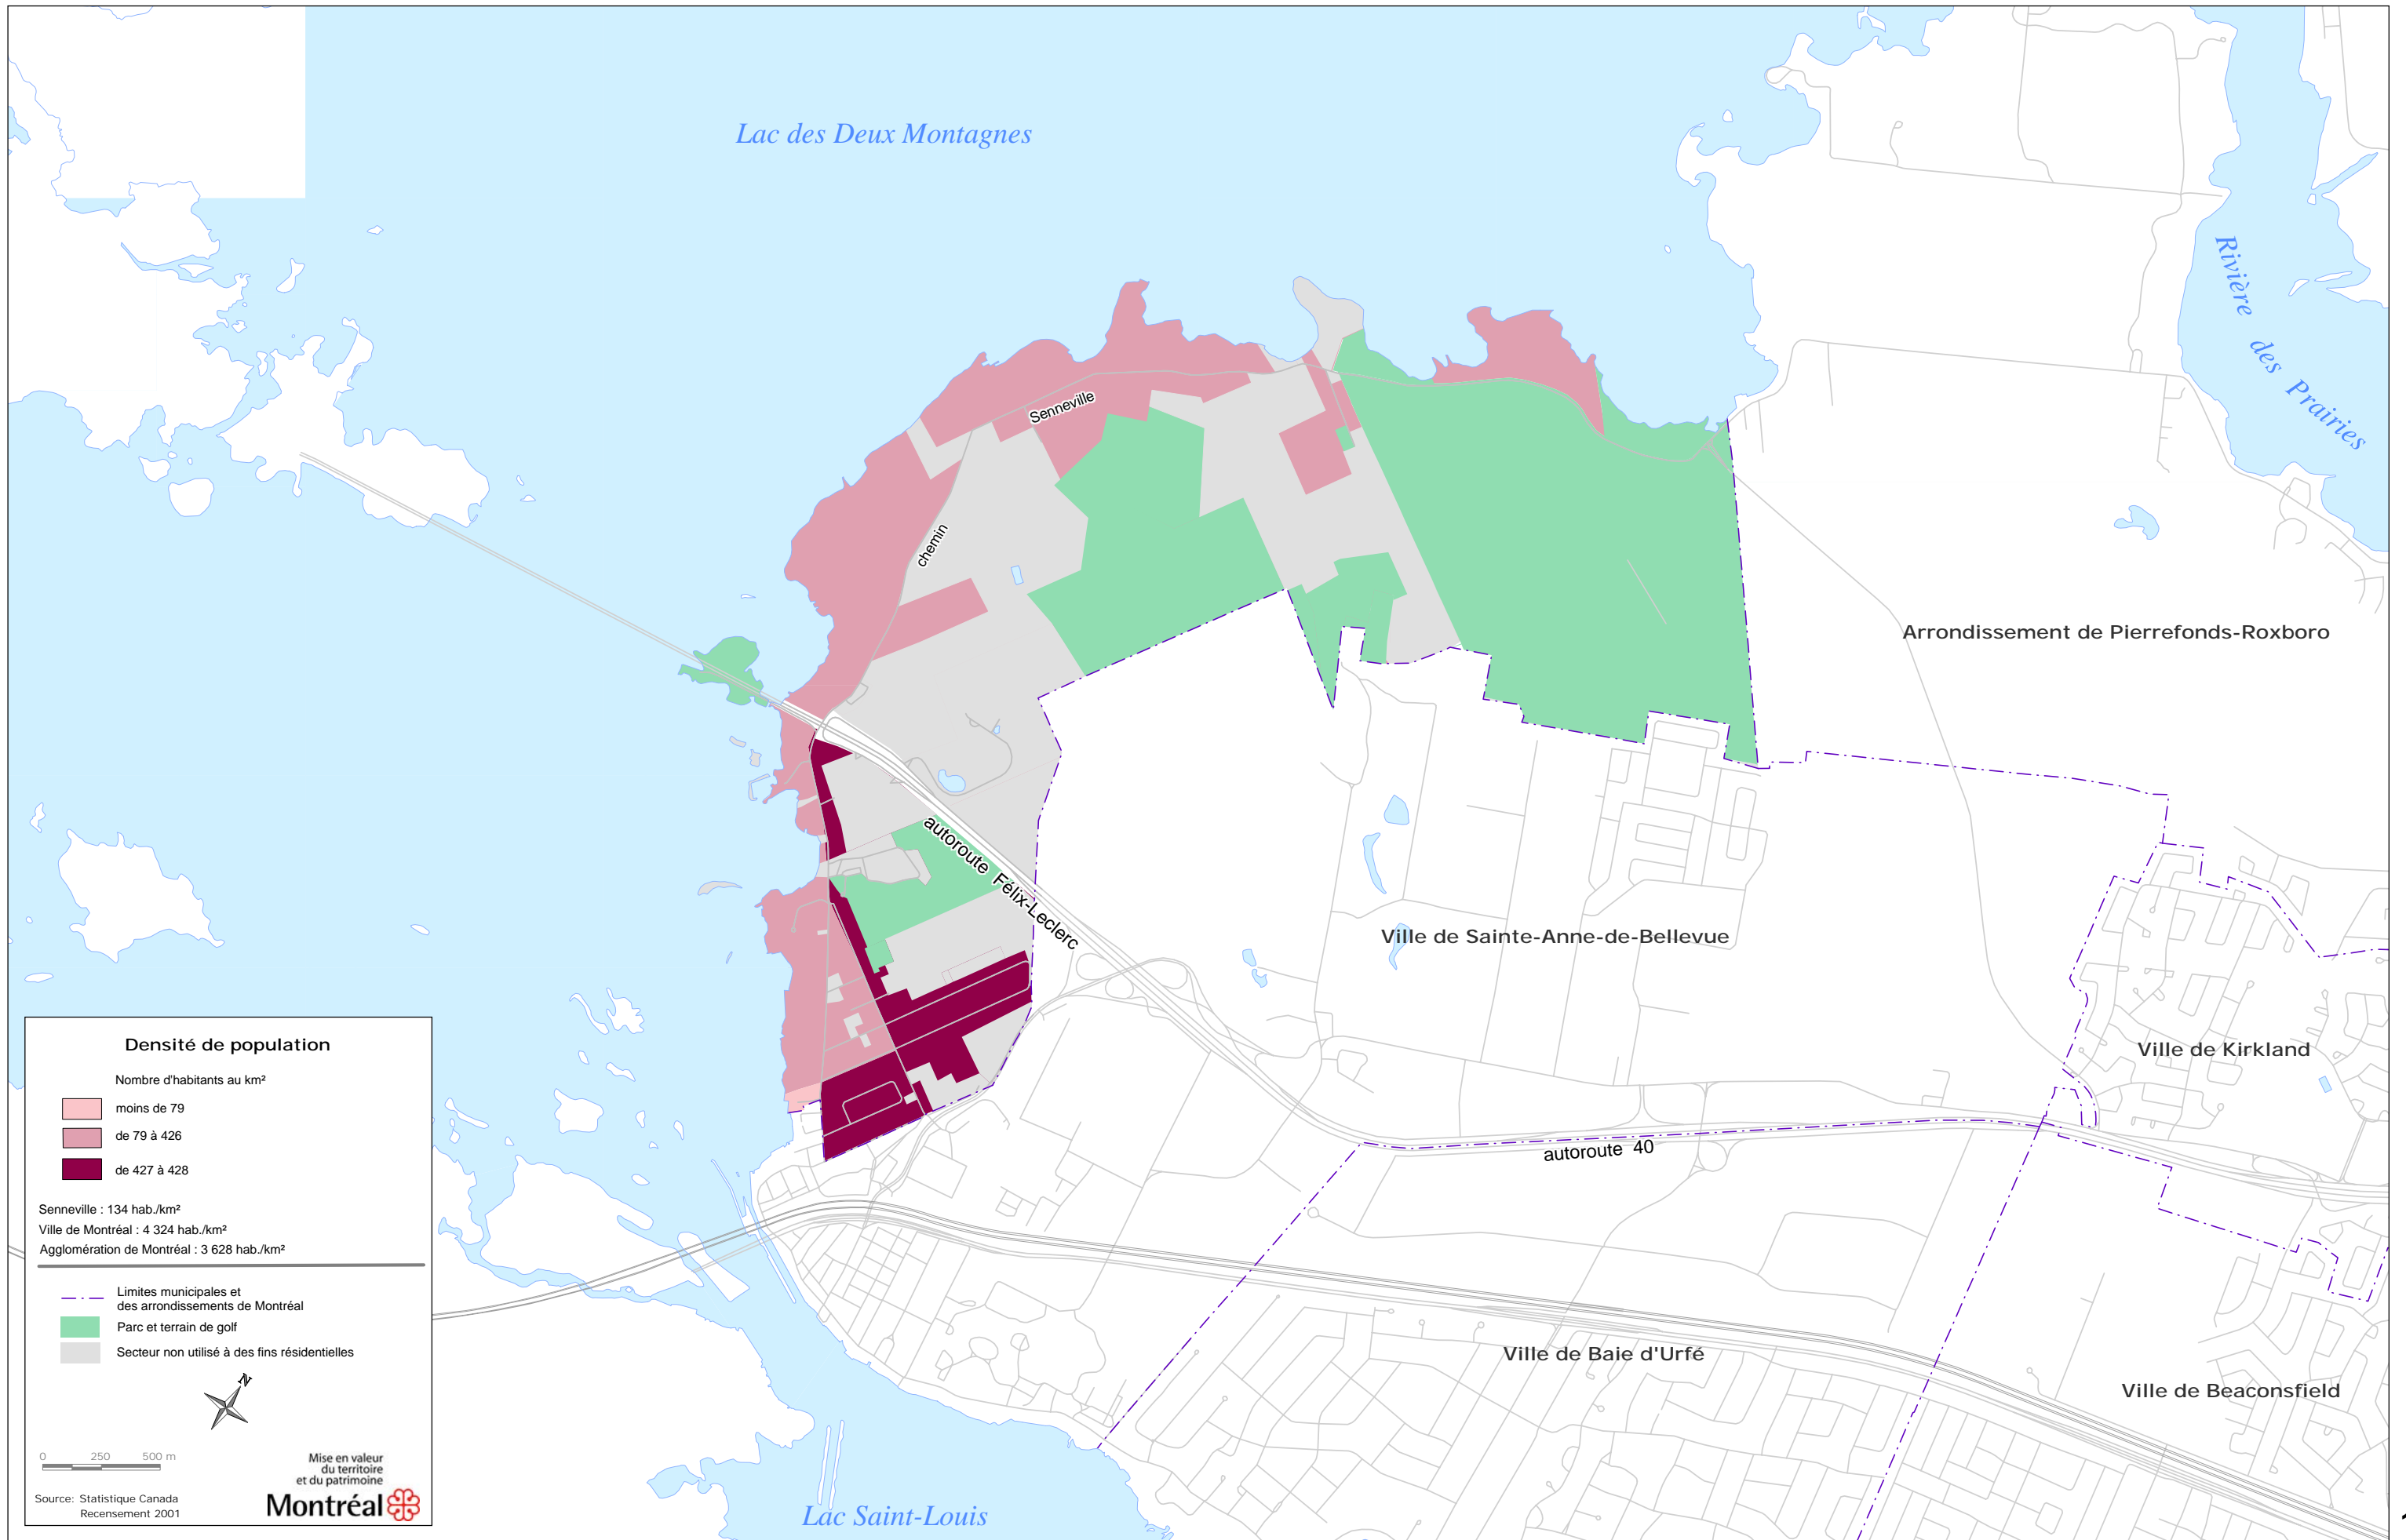 Lac des Deux Montagnes
Rivière
des Prairies
Senneville
chemin
Arrondissement de Pierrefonds-Roxboro
autoroute Félix-Leclerc
Ville de Sainte-Anne-de-Bellevue
Ville de Kirkland
autoroute 40
Ville de Baie d'Urfé
Ville de Beaconsfield
Lac Saint-Louis
Densité de population
Nombre d'habitants au km²
moins de 79
de 79 à 426
de 427 à 428
Senneville : 134 hab./km²
Ville de Montréal : 4 324 hab./km²
Agglomération de Montréal : 3 628 hab./km²
Limites municipales et
des arrondissements de Montréal
Parc et terrain de golf
Secteur non utilisé à des fins résidentielles
N
0 250 500 m
Mise en valeur
du territoire
et du patrimoine
Montréal
Source: Statistique Canada
Recensement 2001